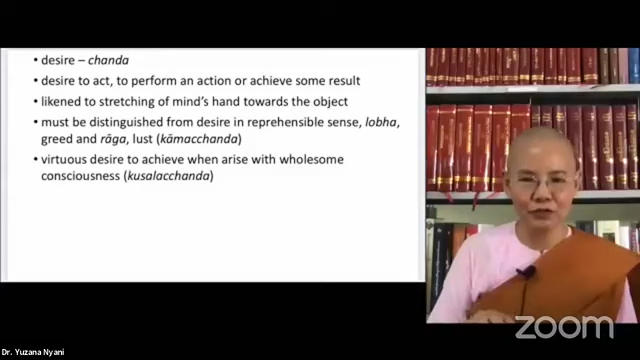 • desire – chanda
• desire to act, to perform an action or achieve some result
• likened to stretching of mind's hand towards the object
• must be distinguished from desire in reprehensible sense, lobha,
greed and rāga, lust (kāmacchanda)
• virtuous desire to achieve when arise with wholesome
consciousness (kusalacchanda)
zoom
Dr. Yuzana Nyani